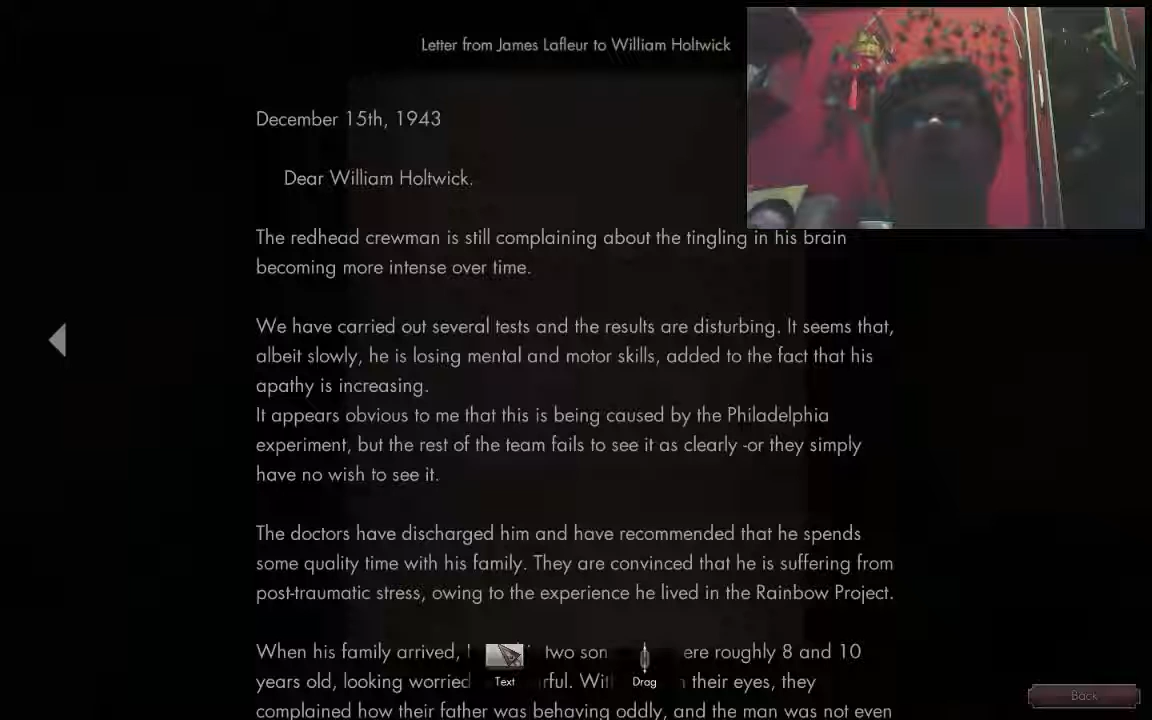 Letter from James Lafleur to William Holtwick
December 15th, 1943
Dear William Holtwick.
The redhead crewman is still complaining about the tingling in his brain
becoming more intense over time.
We have carried out several tests and the results are disturbing. It seems that,
albeit slowly, he is losing mental and motor skills, added to the fact that his
apathy is increasing.
It appears obvious to me that this is being caused by the Philadelphia
experiment, but the rest of the team fails to see it as clearly -or they simply
have no wish to see it.
The doctors have discharged him and have recommended that he spends
some quality time with his family. They are convinced that he is suffering from
post-traumatic stress, owing to the experience he lived in the Rainbow Project.
When his family arrived, two son ere roughly 8 and 10
years old, looking worried rful. Wit their eyes, they
complained how their father was behaving oddly, and the man was not even
Text
Drag
Back